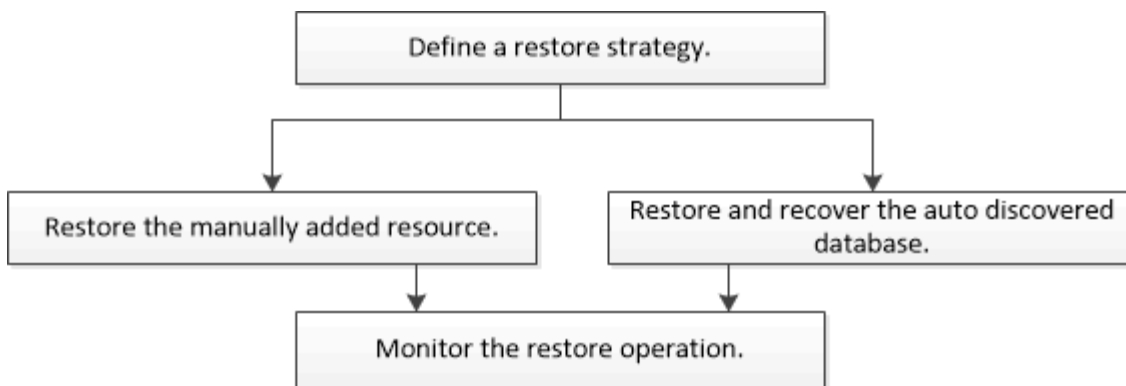 Define a restore strategy.
Restore the manually added resource.
Restore and recover the auto discovered
database.
Monitor the restore operation.